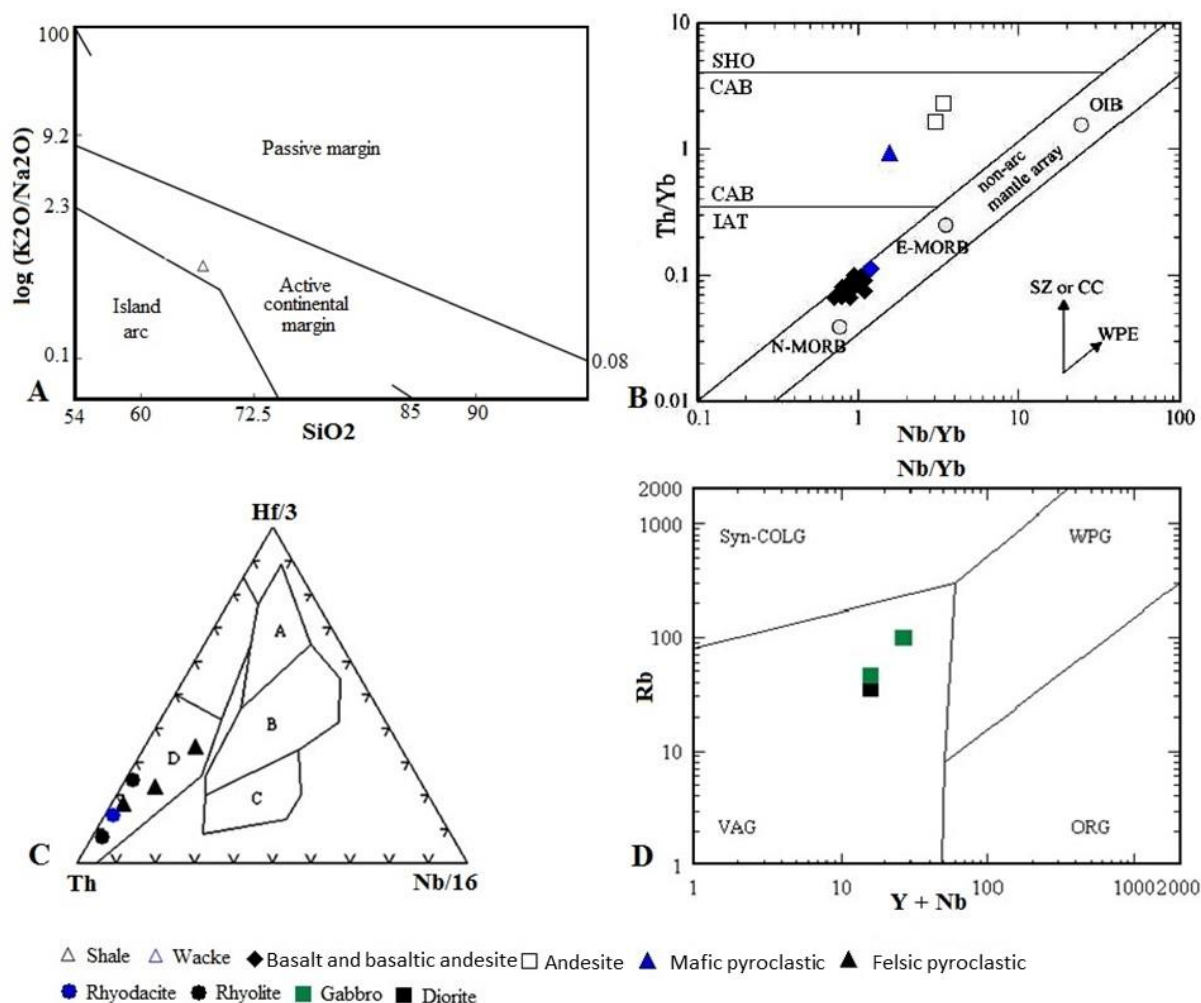 100
9.2
2.3
0.1
log (K2O/Na2O)
Passive margin
Active
continental
margin
Island
arc
0.08
A
54
60
72.5
85
90
SiO2
10
1
0.1
0.01
Th/Yb
SHO
CAB
CAB
IAT
OIB
non-arc
mantle array
E-MORB
N-MORB
SZ or CC
WPE
B
0.1
1
10
100
Nb/Yb
Hf/3
A
B
D
C
C
Th
Nb/16
Nb/Yb
2000
1000
100
10
1
Rb
Syn-COLG
WPG
VAG
ORG
D
1
10
100
1000
2000
Y + Nb
Shale
Wacke
Basalt and basaltic andesite
Andesite
Mafic pyroclastic
Felsic pyroclastic
Rhyodacite
Rhyolite
Gabbro
Diorite